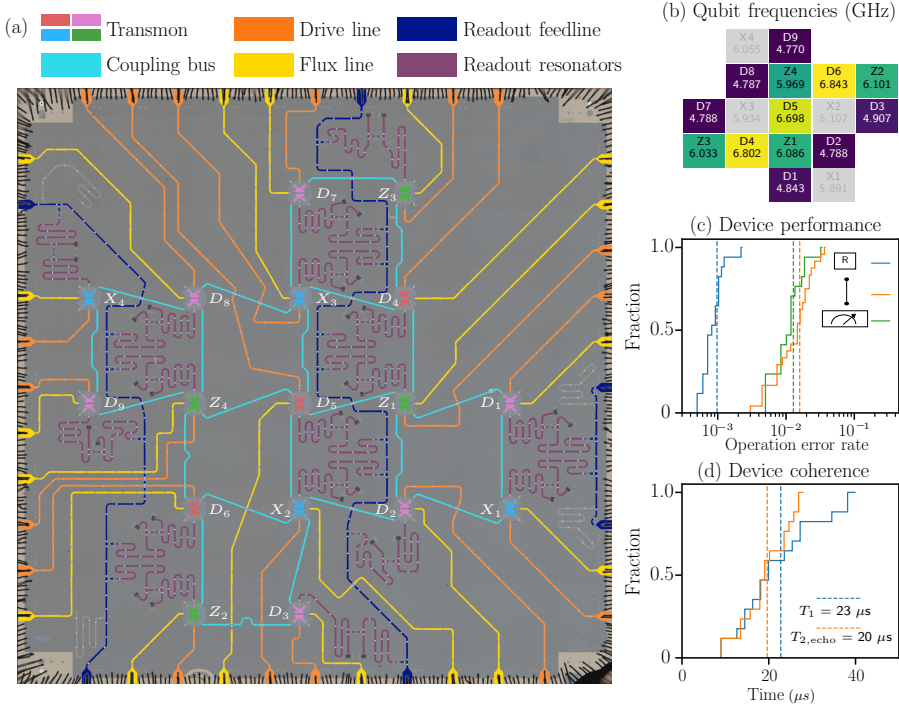 (a)
Transmon
Drive line
Readout feedline
Coupling bus
Flux line
Readout resonators
D7
Z3
X4
D8
X3
D4
D9
Z4
D5
Z1
D1
D6
X2
D2
X1
Z2
D3
(b) Qubit frequencies (GHz)
X4 D9
6.055 4.770
D8 Z4 D6 Z2
4.787 5.969 6.843 6.101
D7 X3 D5 X2 D3
4.788 5.934 6.698 6.107 4.907
Z3 D4 Z1 D2
6.033 6.802 6.086 4.788
D1 X1
4.843 5.891
(c) Device performance
1.0
0.5
0.0
Fraction
R
10⁻³ 10⁻² 10⁻¹
Operation error rate
(d) Device coherence
1.0
0.5
0.0
Fraction
T₁ = 23 μs
T₂,echo = 20 μs
0 20 40
Time (μs)